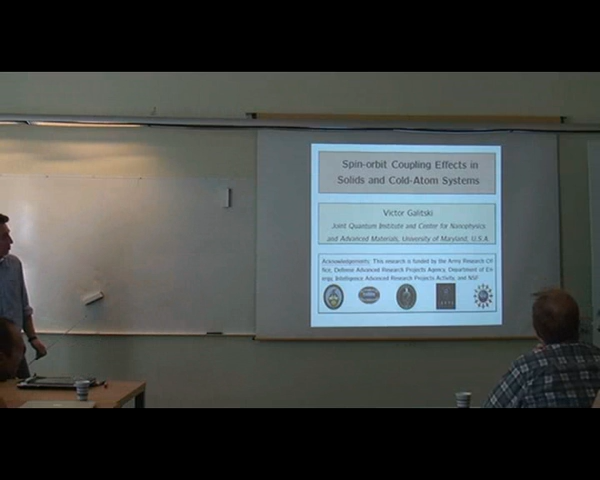 Spin-orbit Coupling Effects in
Solids and Cold-Atom Systems
Victor Galitski
Joint Quantum Institute and Center for Nanophysics
and Advanced Materials, University of Maryland, U.S.A.
Acknowledgements: This research is funded by the Army Research Of-
fice, Defense Advanced Research Projects Agency, Department of En-
ergy, Intelligence Advanced Research Projects Activity, and NSF